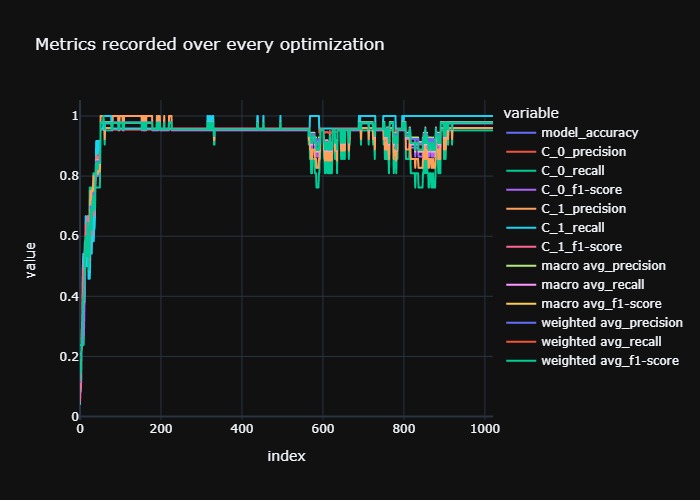 Metrics recorded over every optimization
variable
model_accuracy
C_0_precision
C_0_recall
C_0_f1-score
C_1_precision
C_1_recall
C_1_f1-score
macro avg_precision
macro avg_recall
macro avg_f1-score
weighted avg_precision
weighted avg_recall
weighted avg_f1-score
value
1
0.8
0.6
0.4
0.2
0
0 200 400 600 800 1000
index